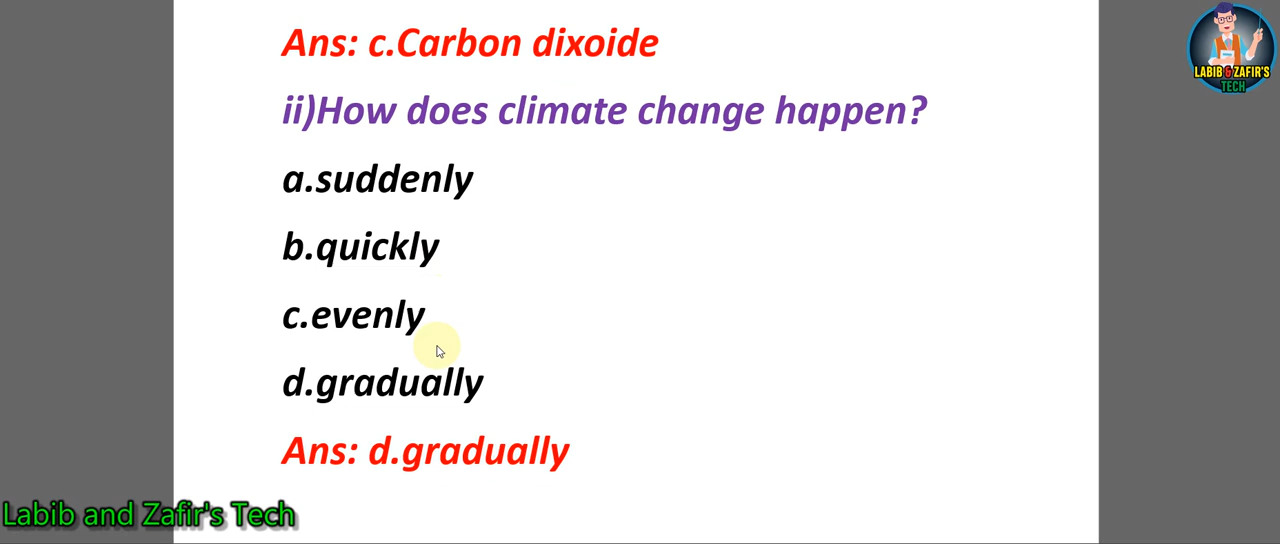 Ans: c.Carbon dixoide
ii)How does climate change happen?
a.suddenly
b.quickly
c.evenly
d.gradually
Ans: d.gradually
LABIB & ZAFIR'S
TECH
Labib and Zafir's Tech